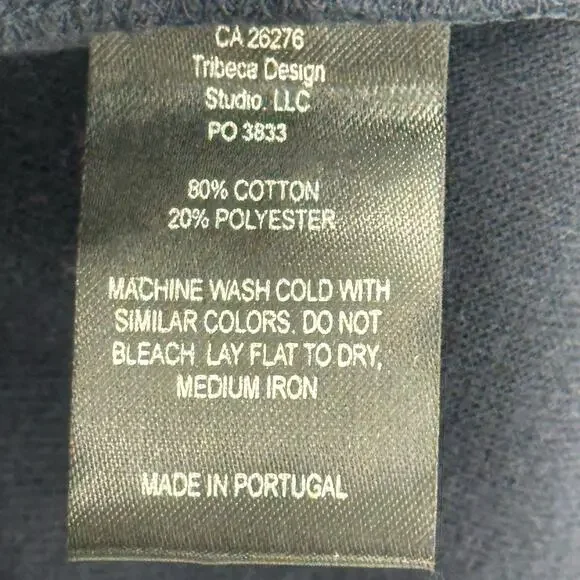 CA 26276
Tribeca Design
Studio. LLC
PO 3833
80% COTTON
20% POLYESTER
MACHINE WASH COLD WITH
SIMILAR COLORS. DO NOT
BLEACH LAY FLAT TO DRY,
MEDIUM IRON
MADE IN PORTUGAL